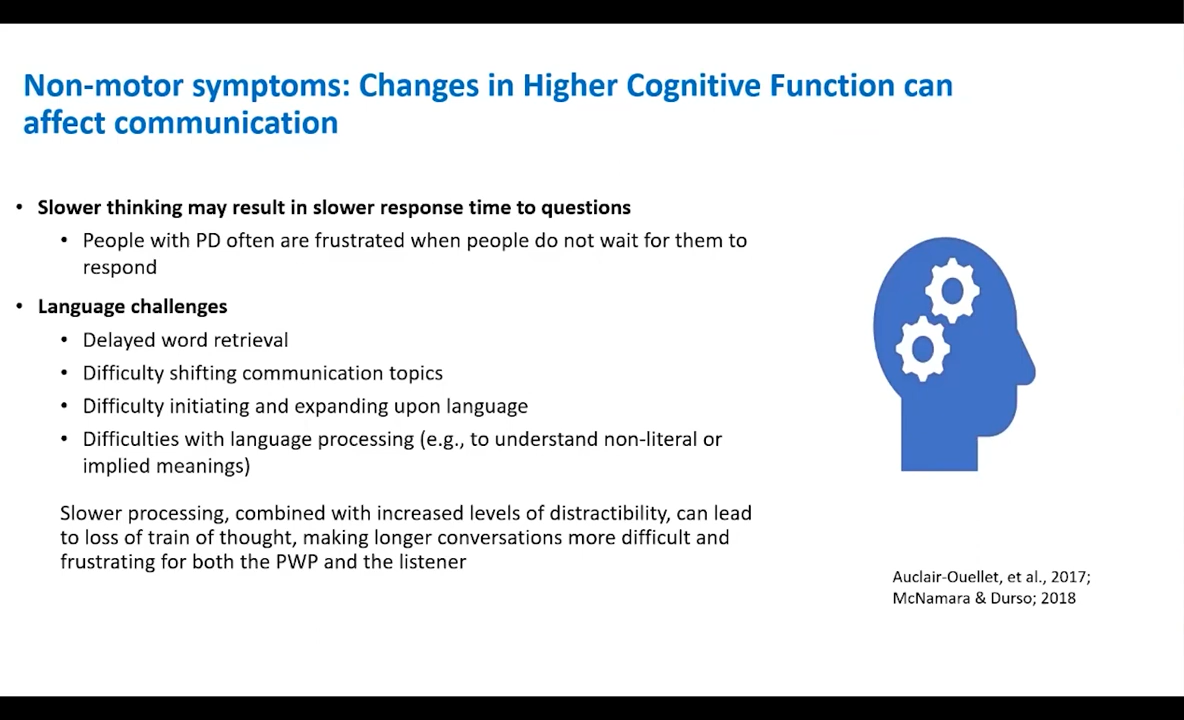 Non-motor symptoms: Changes in Higher Cognitive Function can
affect communication
• Slower thinking may result in slower response time to questions
• People with PD often are frustrated when people do not wait for them to
respond
• Language challenges
• Delayed word retrieval
• Difficulty shifting communication topics
• Difficulty initiating and expanding upon language
• Difficulties with language processing (e.g., to understand non-literal or
implied meanings)
Slower processing, combined with increased levels of distractibility, can lead
to loss of train of thought, making longer conversations more difficult and
frustrating for both the PWP and the listener
Auclair-Ouellet, et al., 2017;
McNamara & Durso; 2018